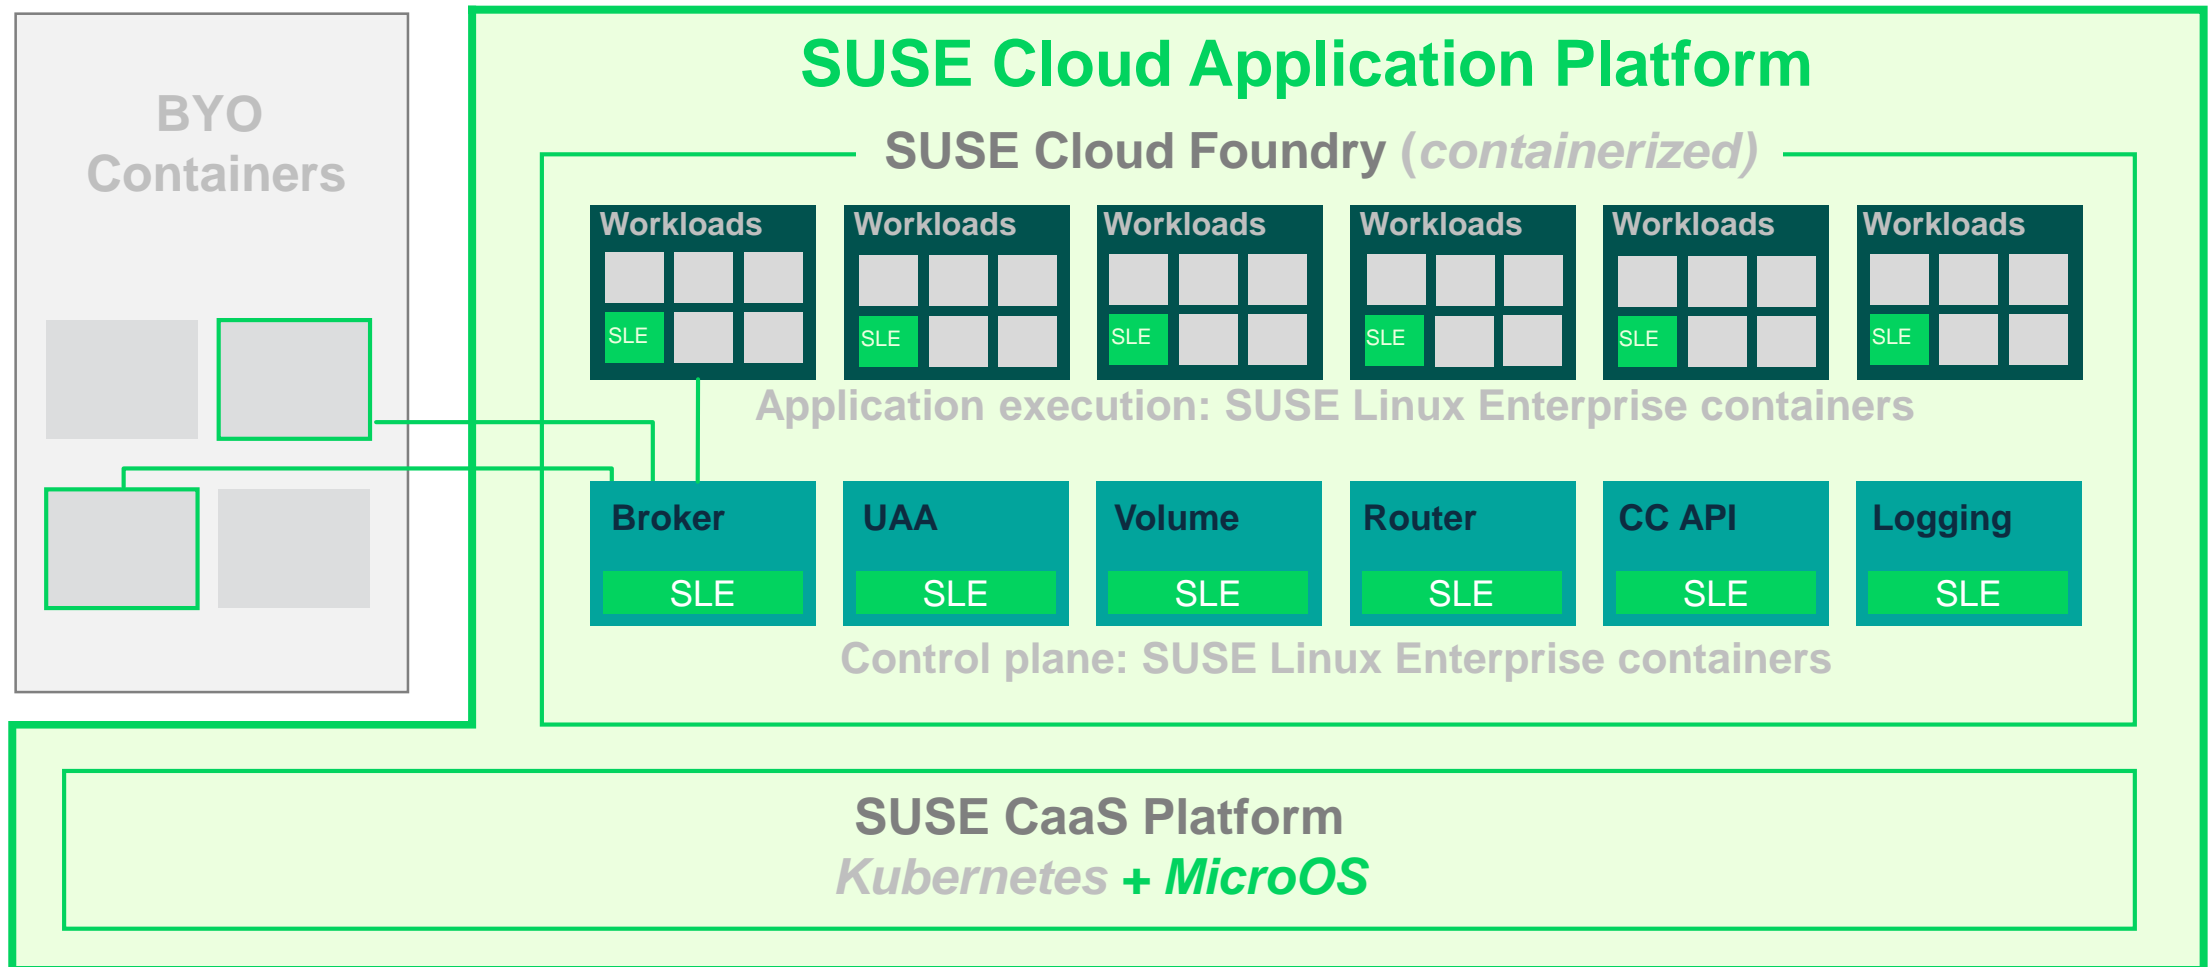 SUSE Cloud Application Platform
BYO
Containers
SUSE Cloud Foundry (containerized)
Workloads
Workloads
Workloads
Workloads
Workloads
Workloads
SLE
SLE
SLE
SLE
SLE
SLE
Application execution: SUSE Linux Enterprise containers
Broker
UAA
Volume
Router
CC API
Logging
SLE
SLE
SLE
SLE
SLE
SLE
Control plane: SUSE Linux Enterprise containers
SUSE CaaS Platform
Kubernetes + MicroOS